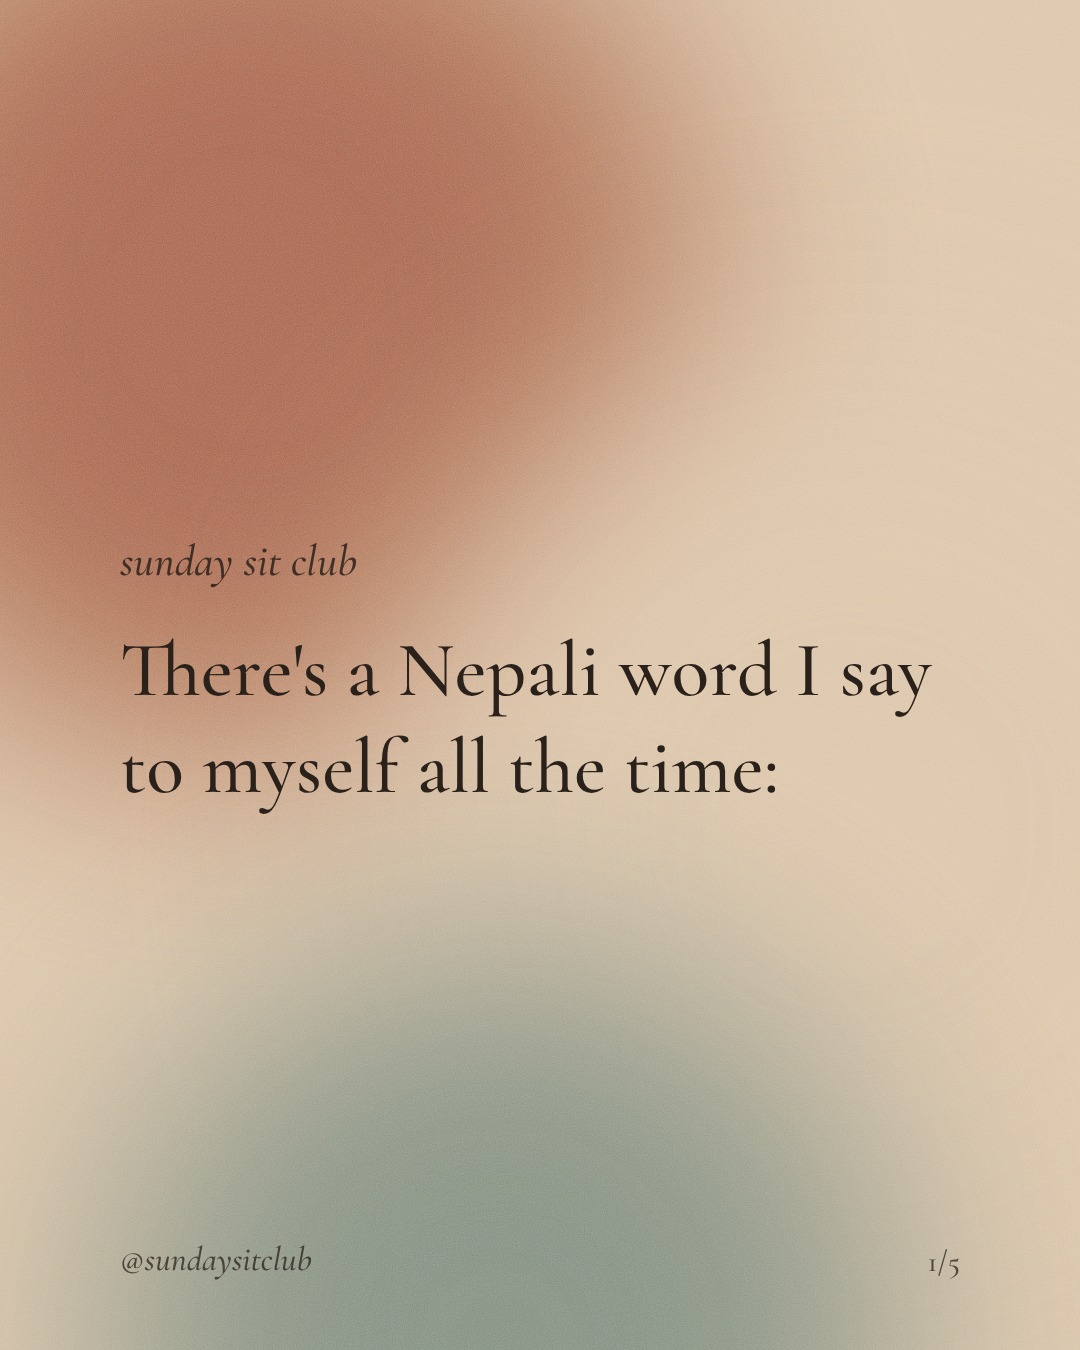 sunday sit club
There's a Nepali word I say
to myself all the time:
@sundaysitclub
1/5